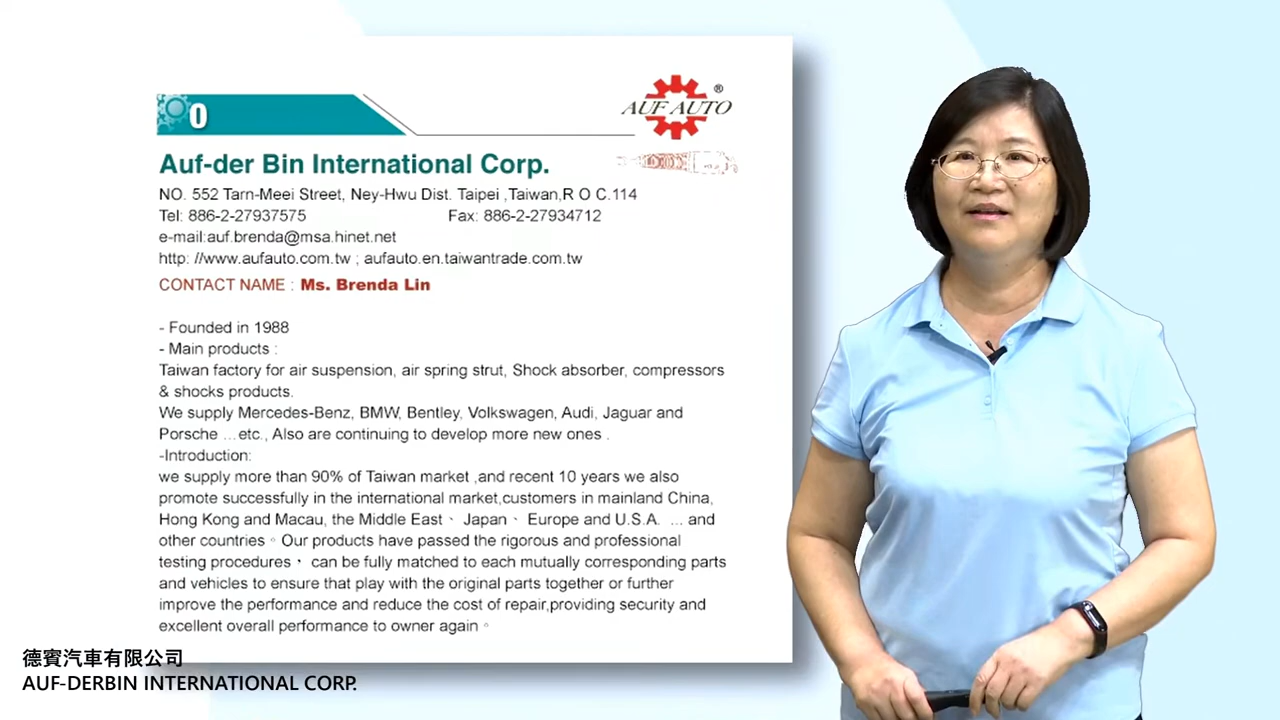 0
AUF AUTO ®
Auf-der Bin International Corp.
NO. 552 Tarn-Meei Street, Ney-Hwu Dist. Taipei ,Taiwan,R O C.114
Tel: 886-2-27937575 Fax: 886-2-27934712
e-mail:auf.brenda@msa.hinet.net
http: //www.aufauto.com.tw ; aufauto.en.taiwantrade.com.tw
CONTACT NAME : Ms. Brenda Lin
- Founded in 1988
- Main products :
Taiwan factory for air suspension, air spring strut, Shock absorber, compressors
& shocks products.
We supply Mercedes-Benz, BMW, Bentley, Volkswagen, Audi, Jaguar and
Porsche ...etc., Also are continuing to develop more new ones .
-Introduction:
we supply more than 90% of Taiwan market ,and recent 10 years we also
promote successfully in the international market,customers in mainland China,
Hong Kong and Macau, the Middle East、 Japan、 Europe and U.S.A. ... and
other countries。Our products have passed the rigorous and professional
testing procedures， can be fully matched to each mutually corresponding parts
and vehicles to ensure that play with the original parts together or further
improve the performance and reduce the cost of repair,providing security and
excellent overall performance to owner again。
德賓汽車有限公司
AUF-DERBIN INTERNATIONAL CORP.